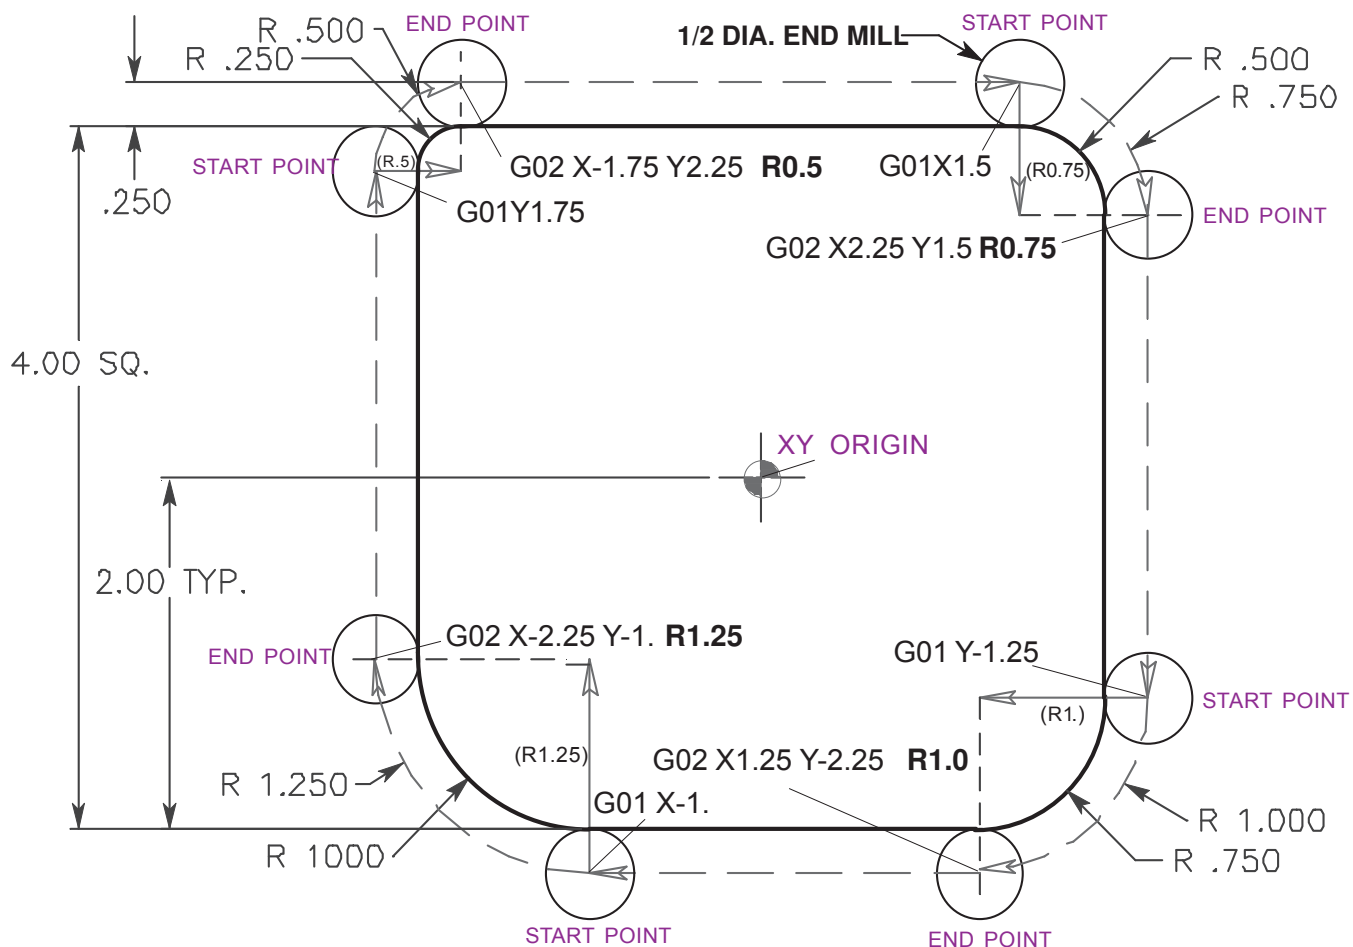 END POINT
START POINT
R .500
1/2 DIA. END MILL
R .250
R .500
R .750
START POINT
(R.5)
G02 X-1.75 Y2.25 R0.5
G01X1.5
(R0.75)
.250
G01Y1.75
END POINT
G02 X2.25 Y1.5 R0.75
4.00 SQ.
XY ORIGIN
2.00 TYP.
G02 X-2.25 Y-1. R1.25
END POINT
G01 Y-1.25
START POINT
(R1.)
(R1.25)
G02 X1.25 Y-2.25 R1.0
R 1.250
G01 X-1.
R 1.000
R 1000
R .750
START POINT
END POINT